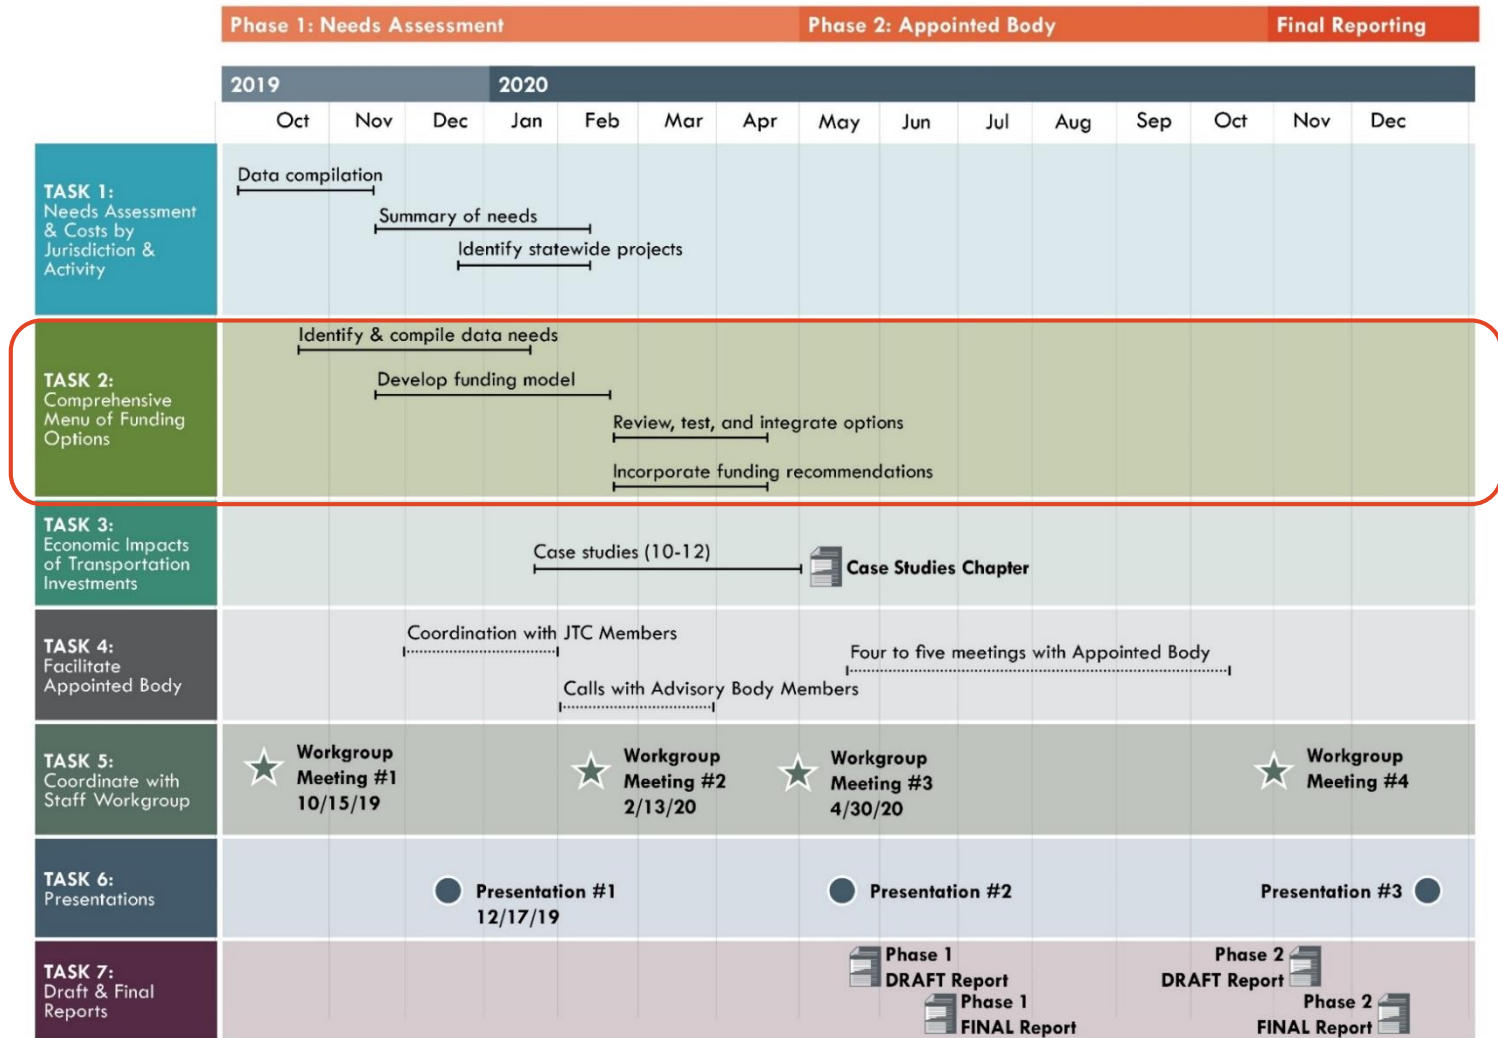 Phase 1: Needs Assessment
Phase 2: Appointed Body
Final Reporting
2019
2020
Oct Nov Dec Jan Feb Mar Apr May Jun Jul Aug Sep Oct Nov Dec
TASK 1:
Needs Assessment
& Costs by
Jurisdiction &
Activity
Data compilation
Summary of needs
Identify statewide projects
TASK 2:
Comprehensive
Menu of Funding
Options
Identify & compile data needs
Develop funding model
Review, test, and integrate options
Incorporate funding recommendations
TASK 3:
Economic Impacts
of Transportation
Investments
Case studies (10-12)
Case Studies Chapter
TASK 4:
Facilitate
Appointed Body
Coordination with JTC Members
Calls with Advisory Body Members
Four to five meetings with Appointed Body
TASK 5:
Coordinate with
Staff Workgroup
Workgroup
Meeting #1
10/15/19
Workgroup
Meeting #2
2/13/20
Workgroup
Meeting #3
4/30/20
Workgroup
Meeting #4
TASK 6:
Presentations
Presentation #1
12/17/19
Presentation #2
Presentation #3
TASK 7:
Draft & Final
Reports
Phase 1
DRAFT Report
Phase 1
FINAL Report
Phase 2
DRAFT Report
Phase 2
FINAL Report